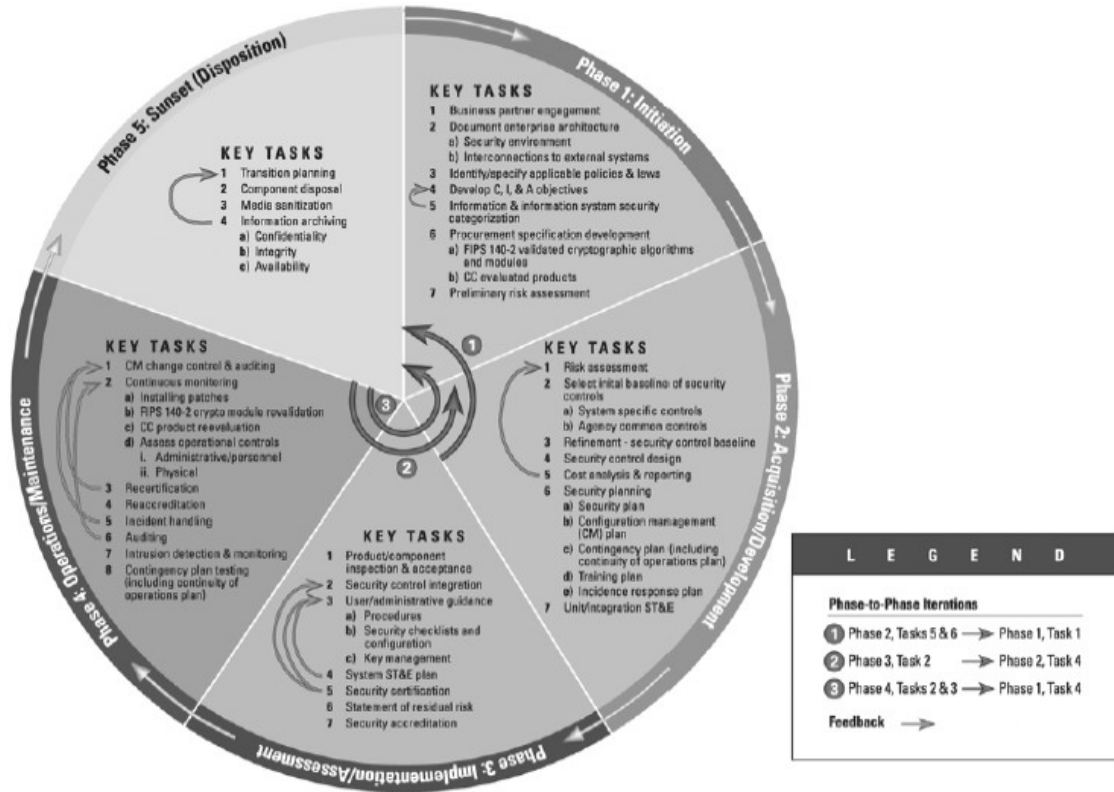 Phase 1: Initiation
KEY TASKS
1 Business partner engagement
2 Document enterprise architecture
a) Security environment
b) Interconnections to external systems
3 Identify/specify applicable policies & laws
4 Develop C, I, & A objectives
5 Information & information system security
categorization
6 Procurement specification development
a) FIPS 140-2 validated cryptographic algorithms
and modules
b) CC evaluated products
7 Preliminary risk assessment
Phase 2: Acquisition/Development
KEY TASKS
1 Risk assessment
2 Select inital baseline of security
controls
a) System specific controls
b) Agency common controls
3 Refinement - security control baseline
4 Security control design
5 Cost analysis & reporting
6 Security planning
a) Security plan
b) Configuration management
(CM) plan
c) Contingency plan (including
continuity of operations plan)
d) Training plan
e) Incidence response plan
7 Unit/integration ST&E
Phase 3: Implementation/Assessment
KEY TASKS
1 Product/component
inspection & acceptance
2 Security control integration
3 User/administrative guidance
a) Procedures
b) Security checklists and
configuration
c) Key management
4 System ST&E plan
5 Security certification
6 Statement of residual risk
7 Security accreditation
Phase 4: Operations/Maintenance
KEY TASKS
1 CM change control & auditing
2 Continuous monitoring
a) Installing patches
b) FIPS 140-2 crypto module revalidation
c) CC product reevaluation
d) Assess operational controls
i. Administrative/personnel
ii. Physical
3 Recertification
4 Reaccreditation
5 Incident handling
6 Auditing
7 Intrusion detection & monitoring
8 Contingency plan testing
(including continuity of
operations plan)
Phase 5: Sunset (Disposition)
KEY TASKS
1 Transition planning
2 Component disposal
3 Media sanitization
4 Information archiving
a) Confidentiality
b) Integrity
c) Availability
1
2
3
LEGEND
Phase-to-Phase Iterations
1 Phase 2, Tasks 5 & 6 → Phase 1, Task 1
2 Phase 3, Task 2 → Phase 2, Task 4
3 Phase 4, Tasks 2 & 3 → Phase 1, Task 4
Feedback →